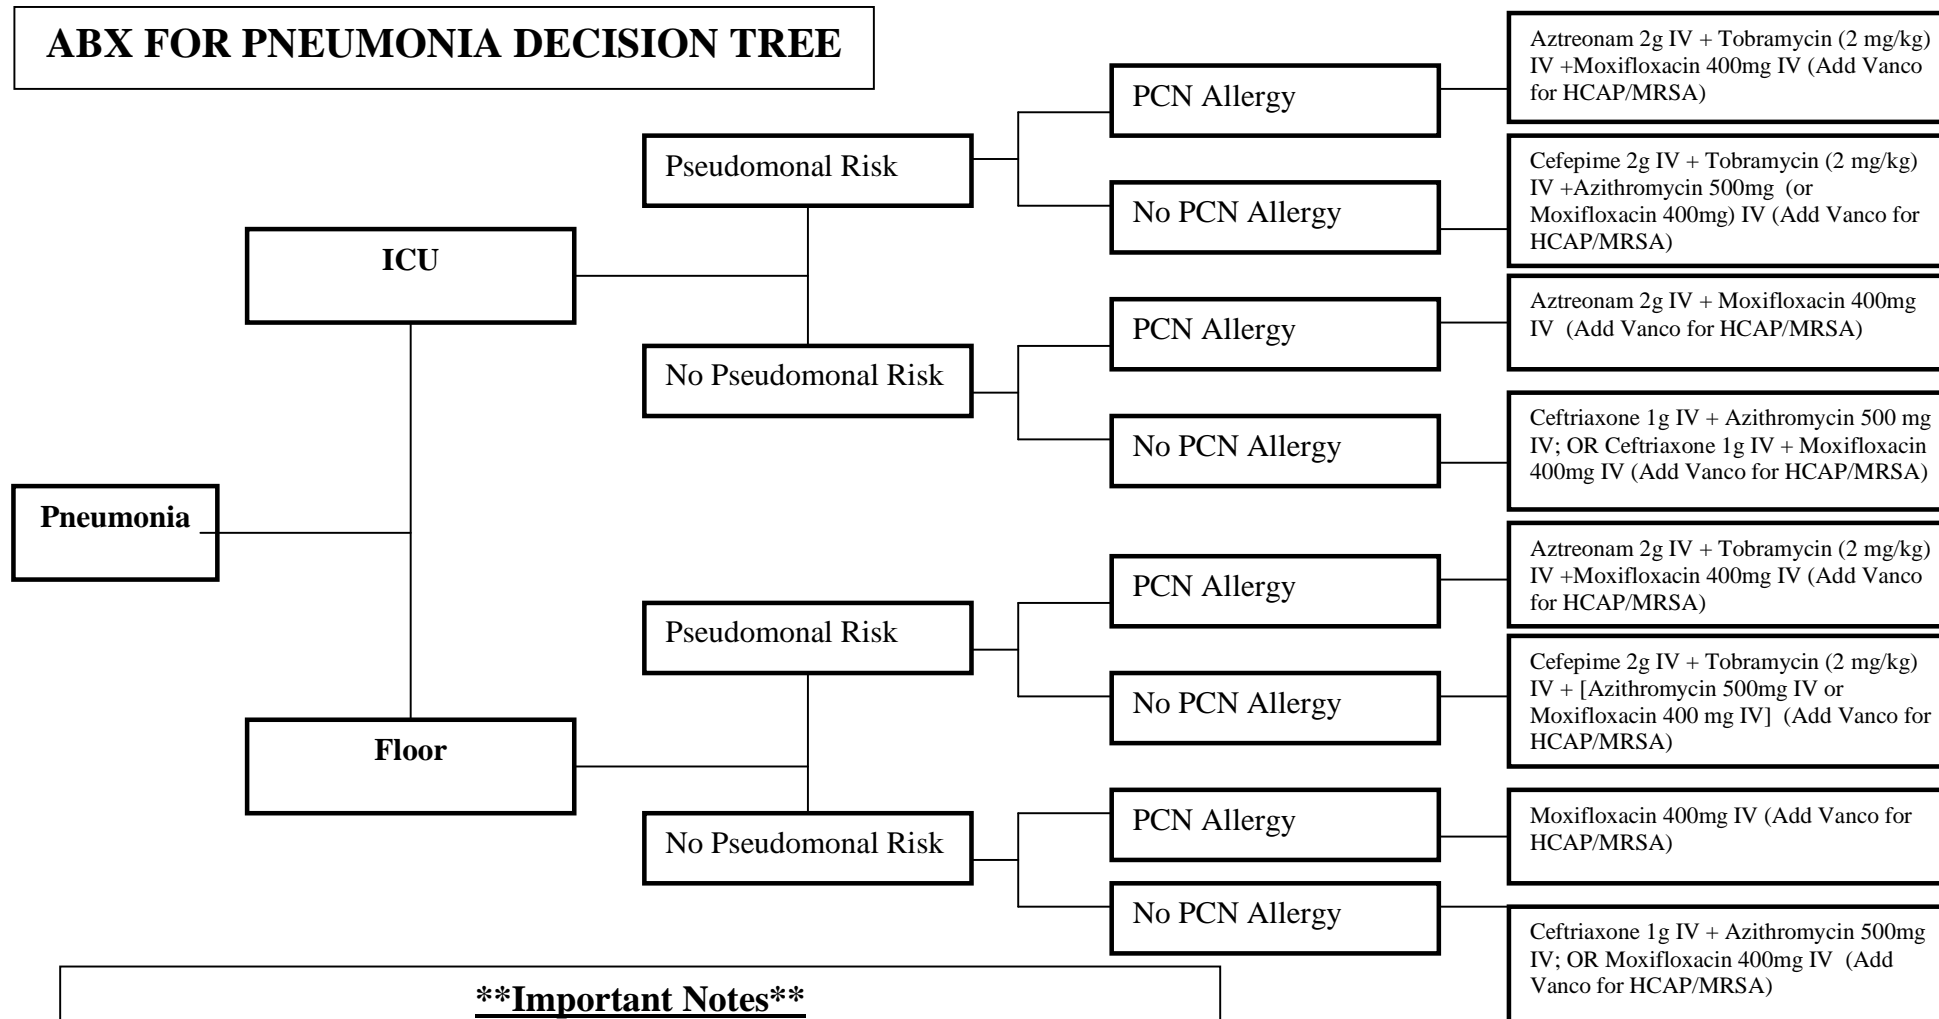 ABX FOR PNEUMONIA DECISION TREE
Pneumonia
ICU
Pseudomonal Risk
PCN Allergy
Aztreonam 2g IV + Tobramycin (2 mg/kg)
IV +Moxifloxacin 400mg IV (Add Vanco
for HCAP/MRSA)
No PCN Allergy
Cefepime 2g IV + Tobramycin (2 mg/kg)
IV +Azithromycin 500mg  (or
Moxifloxacin 400mg) IV (Add Vanco for
HCAP/MRSA)
No Pseudomonal Risk
PCN Allergy
Aztreonam 2g IV + Moxifloxacin 400mg
IV  (Add Vanco for HCAP/MRSA)
No PCN Allergy
Ceftriaxone 1g IV + Azithromycin 500 mg
IV; OR Ceftriaxone 1g IV + Moxifloxacin
400mg IV (Add Vanco for HCAP/MRSA)
Floor
Pseudomonal Risk
PCN Allergy
Aztreonam 2g IV + Tobramycin (2 mg/kg)
IV +Moxifloxacin 400mg IV (Add Vanco
for HCAP/MRSA)
No PCN Allergy
Cefepime 2g IV + Tobramycin (2 mg/kg)
IV + [Azithromycin 500mg IV or
Moxifloxacin 400 mg IV]  (Add Vanco for
HCAP/MRSA)
No Pseudomonal Risk
PCN Allergy
Moxifloxacin 400mg IV (Add Vanco for
HCAP/MRSA)
No PCN Allergy
Ceftriaxone 1g IV + Azithromycin 500mg
IV; OR Moxifloxacin 400mg IV  (Add
Vanco for HCAP/MRSA)
**Important Notes**